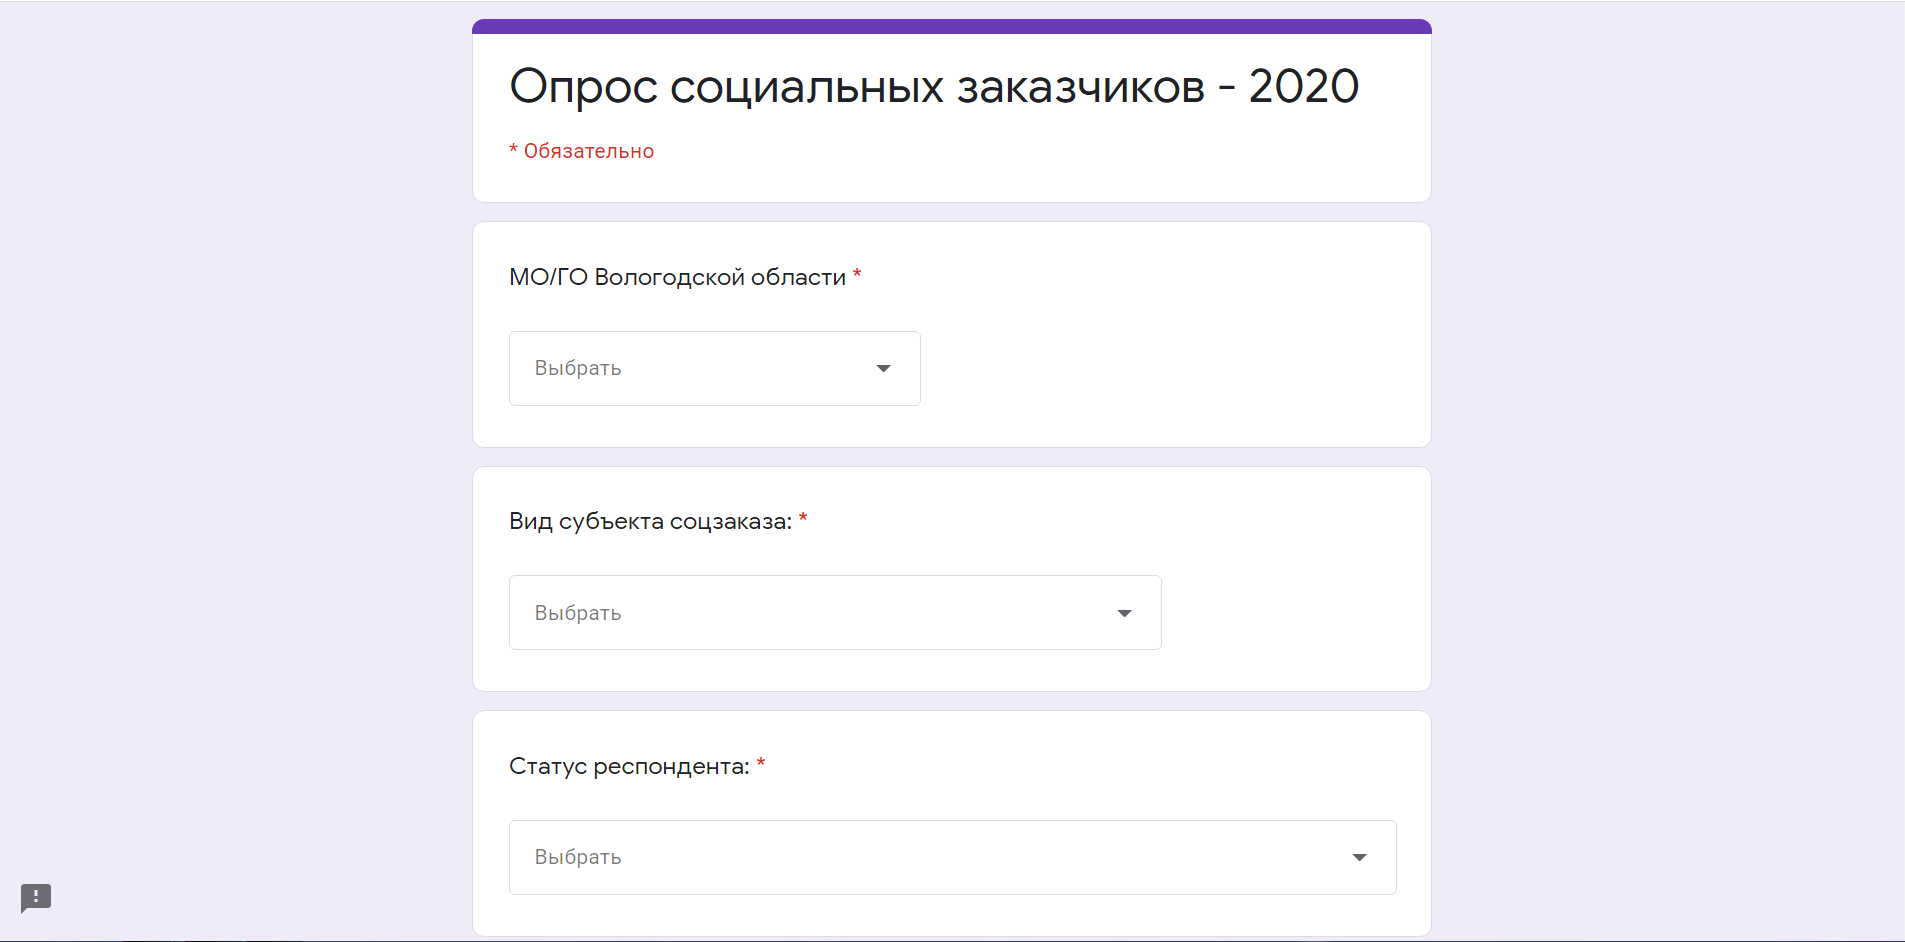 Опрос социальных заказчиков - 2020
* Обязательно
МО/ГО Вологодской области *
Выбрать
Вид субъекта соцзаказа: *
Выбрать
Статус респондента: *
Выбрать